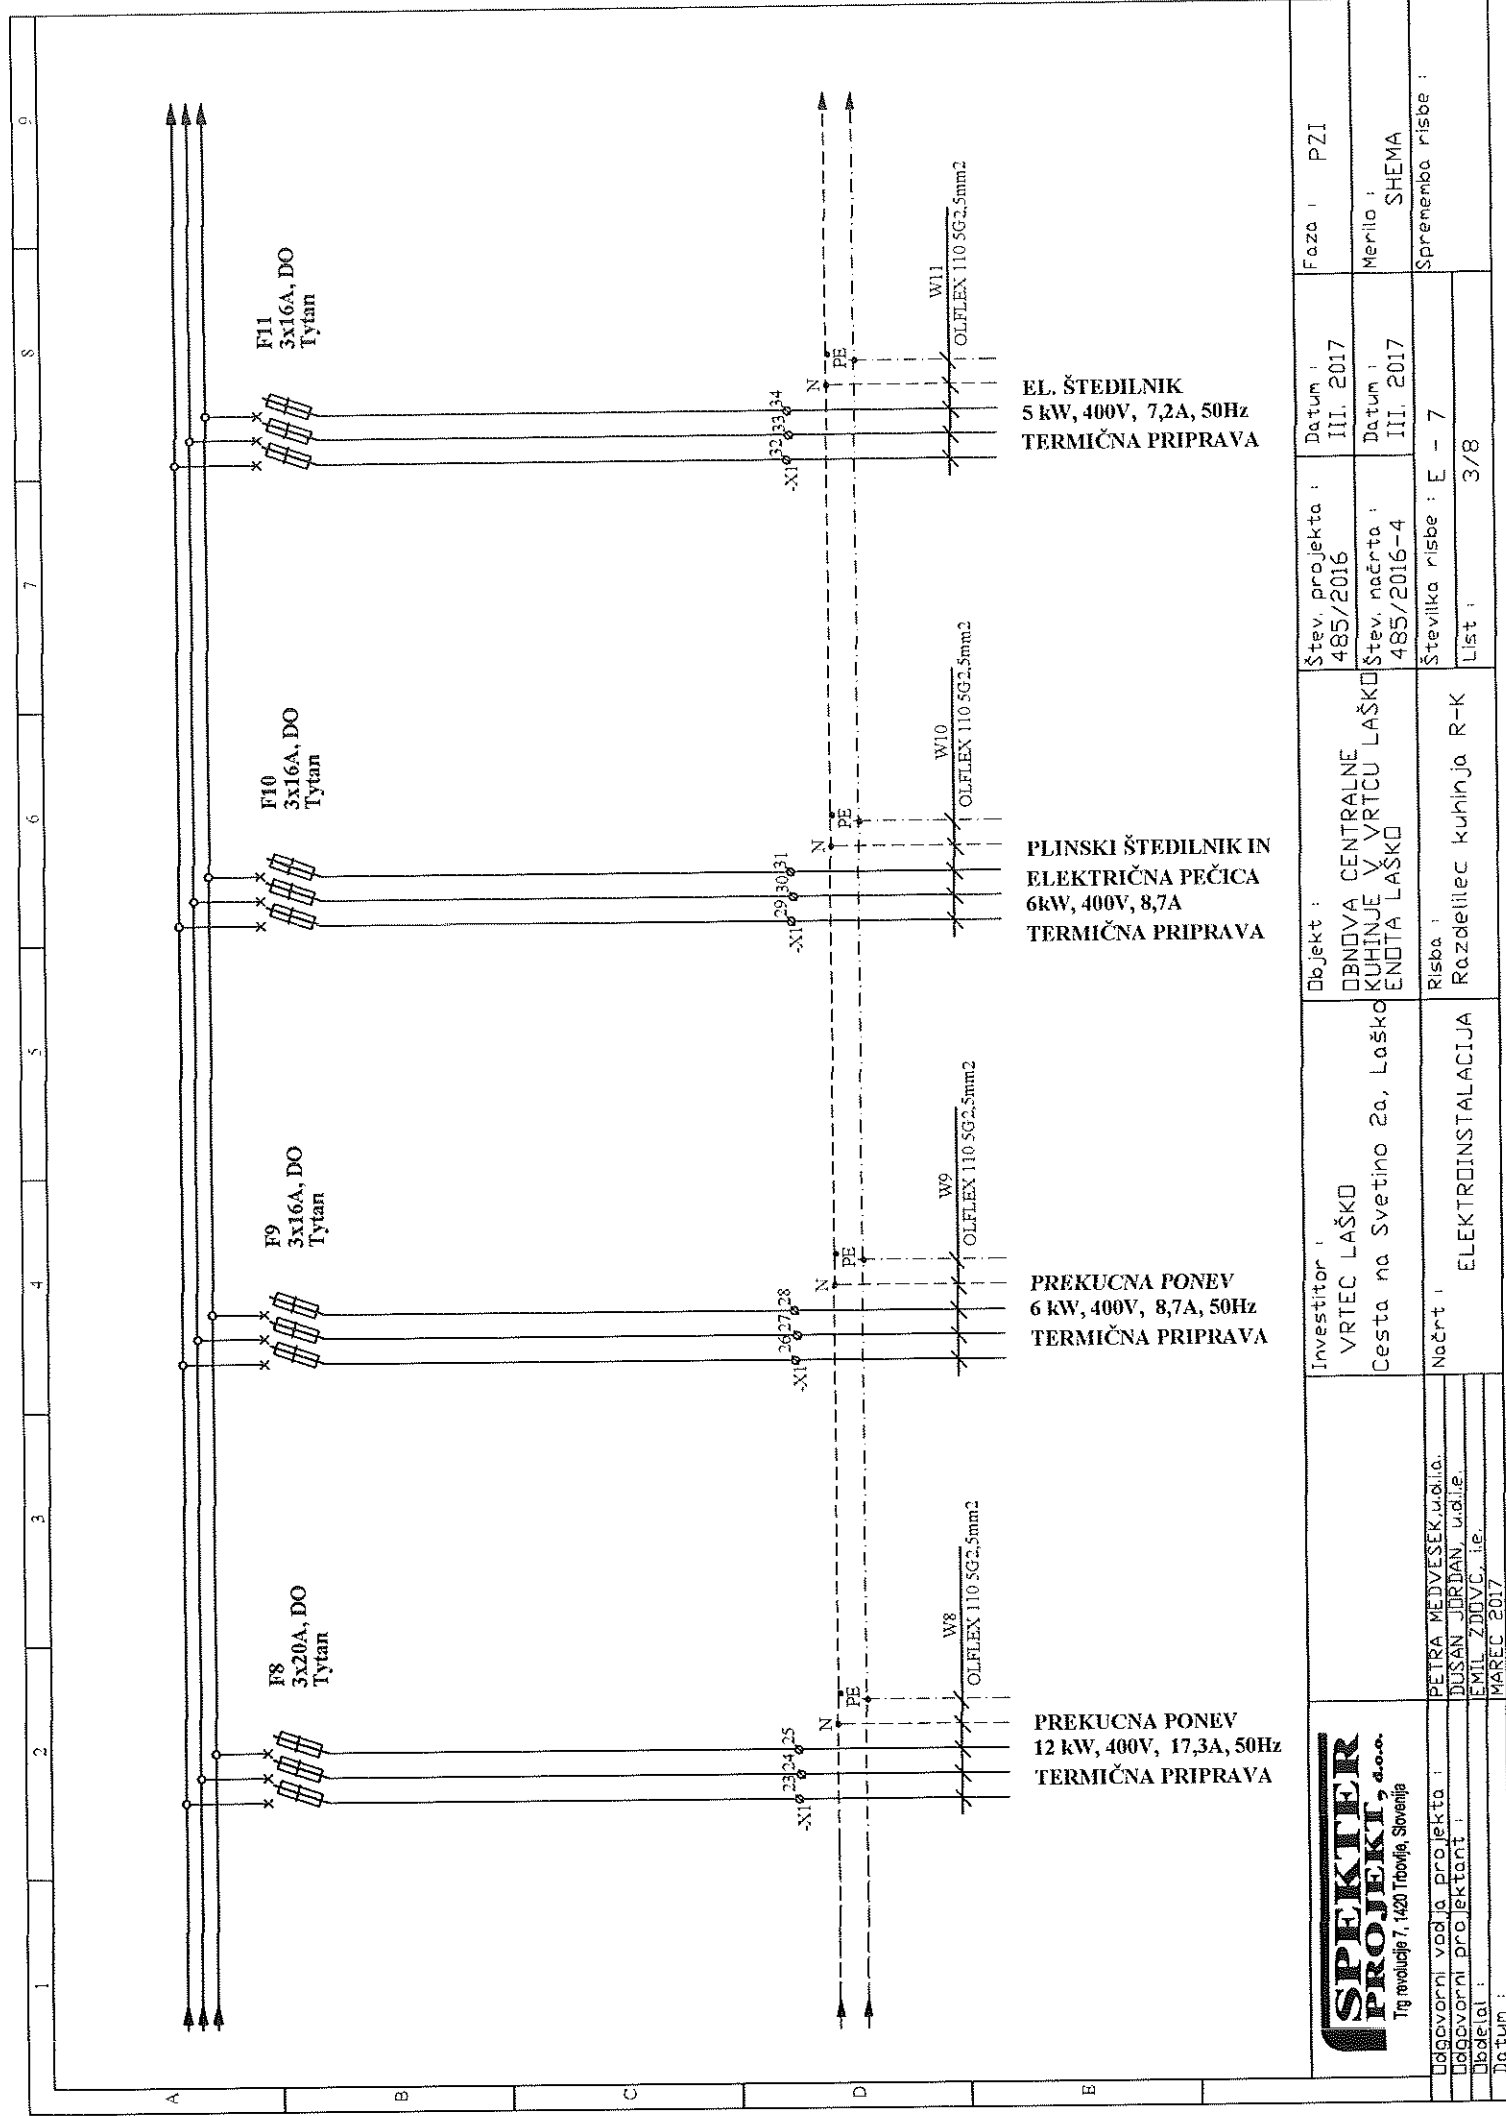 1
2
3
4
5
6
7
8
9
A
B
C
D
E
F8
3x20A, DO
Tytan
F9
3x16A, DO
Tytan
F10
3x16A, DO
Tytan
F11
3x16A, DO
Tytan
-X1 23 24 25
N
PE
W8
OLFLEX 110 5G2,5mm2
PREKUCNA PONEV
12 kW, 400V, 17,3A, 50Hz
TERMIČNA PRIPRAVA
-X1 26 27 28
N
PE
W9
OLFLEX 110 5G2,5mm2
PREKUCNA PONEV
6 kW, 400V, 8,7A, 50Hz
TERMIČNA PRIPRAVA
-X1 29 30 31
N
PE
W10
OLFLEX 110 5G2,5mm2
PLINSKI ŠTEDILNIK IN
ELEKTRIČNA PEČICA
6kW, 400V, 8,7A
TERMIČNA PRIPRAVA
-X1 32 33 34
N
PE
W11
OLFLEX 110 5G2,5mm2
EL. ŠTEDILNIK
5 kW, 400V, 7,2A, 50Hz
TERMIČNA PRIPRAVA
SPEKTER
PROJEKT, d.o.o.
Trg revolucije 7, 1420 Trbovlje, Slovenija
Odgovorni vodja projekta : PETRA MEDVESEK,u.d.i.a.
Odgovorni projektant : DUSAN JORDAN, u.d.i.e.
Obdelal : EMIL ZDOVC, i.e.
Datum : MAREC 2017
Investitor :
VRTEC LAŠKO
Cesta na Svetino 2a, Laško
Načrt :
ELEKTROINSTALACIJA
Objekt :
OBNOVA CENTRALNE
KUHINJE V VRTCU LAŠKO
ENOTA LAŠKO
Risba :
Razdelilec kuhinja R-K
Štev. projekta :
485/2016
Štev. načrta :
485/2016-4
Številka risbe : E - 7
List : 3/8
Datum :
III. 2017
Datum :
III. 2017
Faza : PZI
Merilo :
SHEMA
Sprememba risbe :